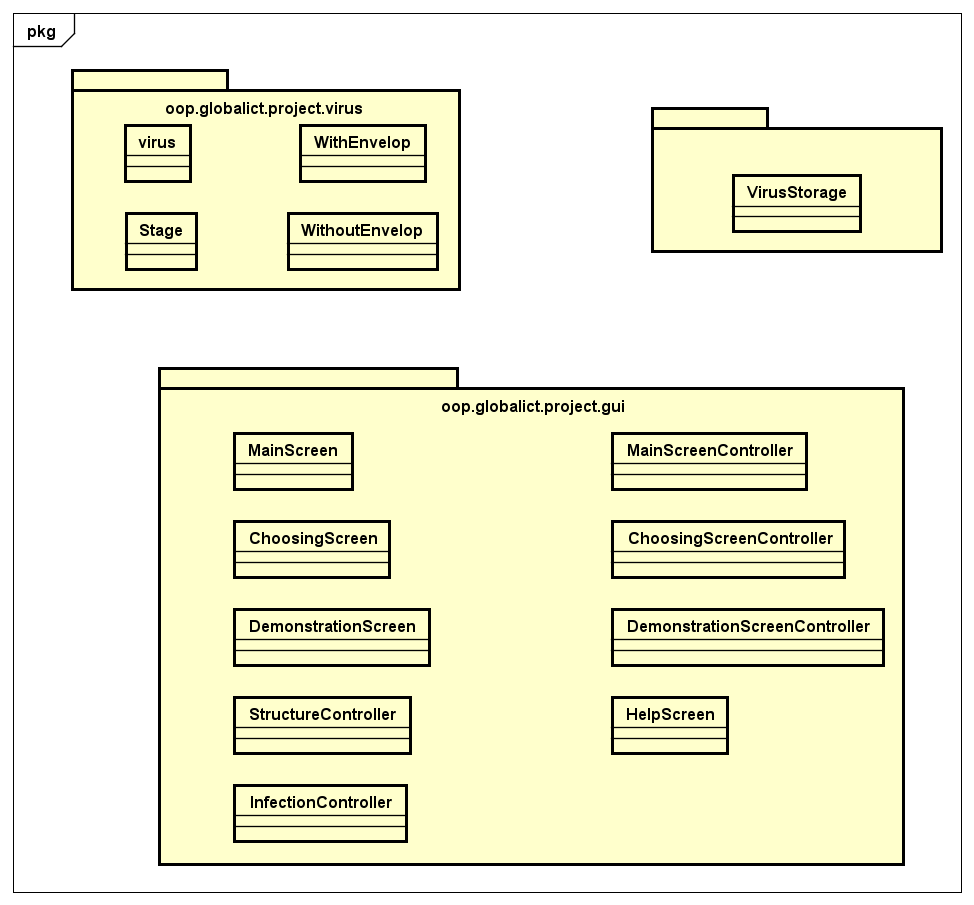 pkg
oop.globalict.project.virus
virus
WithEnvelop
Stage
WithoutEnvelop
VirusStorage
oop.globalict.project.gui
MainScreen
MainScreenController
ChoosingScreen
ChoosingScreenController
DemonstrationScreen
DemonstrationScreenController
StructureController
HelpScreen
InfectionController